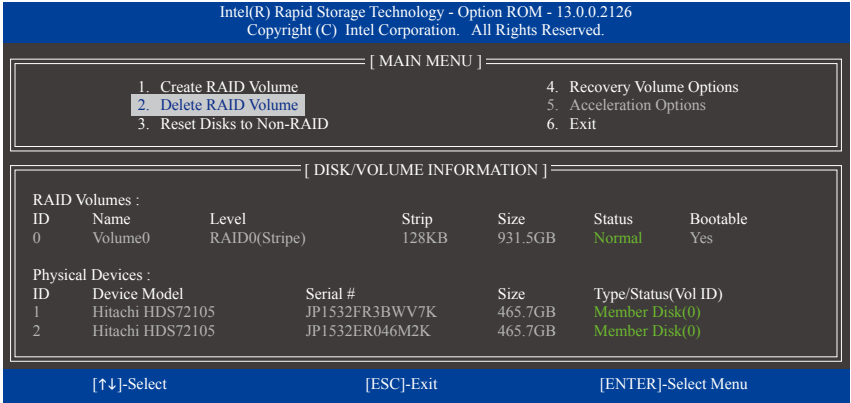 Intel(R) Rapid Storage Technology - Option ROM - 13.0.0.2126
Copyright (C) Intel Corporation. All Rights Reserved.
[ MAIN MENU ]
1. Create RAID Volume 4. Recovery Volume Options
2. Delete RAID Volume 5. Acceleration Options
3. Reset Disks to Non-RAID 6. Exit
[ DISK/VOLUME INFORMATION ]
RAID Volumes :
ID Name Level Strip Size Status Bootable
0 Volume0 RAID0(Stripe) 128KB 931.5GB Normal Yes
Physical Devices :
ID Device Model Serial # Size Type/Status(Vol ID)
1 Hitachi HDS72105 JP1532FR3BWV7K 465.7GB Member Disk(0)
2 Hitachi HDS72105 JP1532ER046M2K 465.7GB Member Disk(0)
[↑↓]-Select [ESC]-Exit [ENTER]-Select Menu